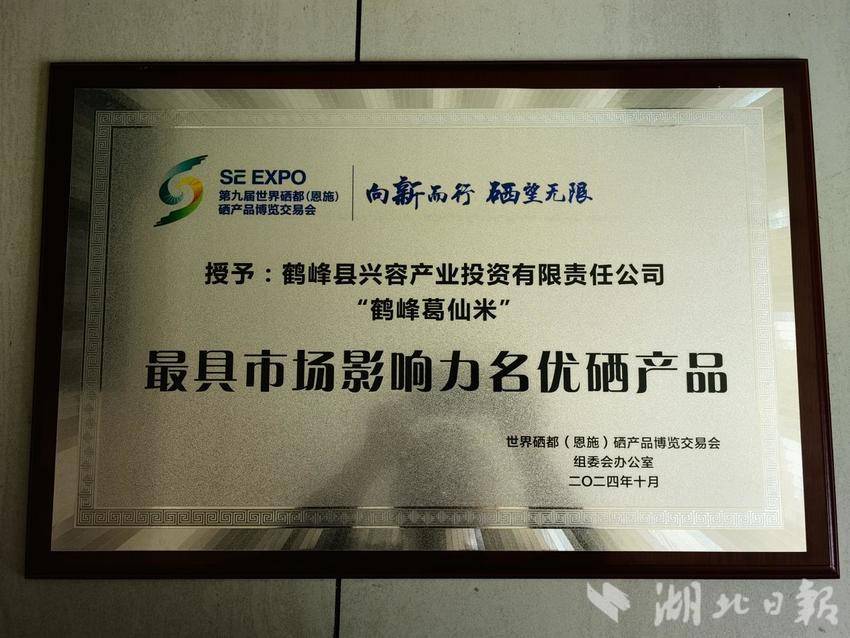 SE EXPO
第九届世界硒都(恩施)
硒产品博览交易会
向新而行 硒望无限
授予：鹤峰县兴容产业投资有限责任公司
“鹤峰葛仙米”
最具市场影响力名优硒产品
世界硒都（恩施）硒产品博览交易会
组委会办公室
二〇二四年十月
湖北日報